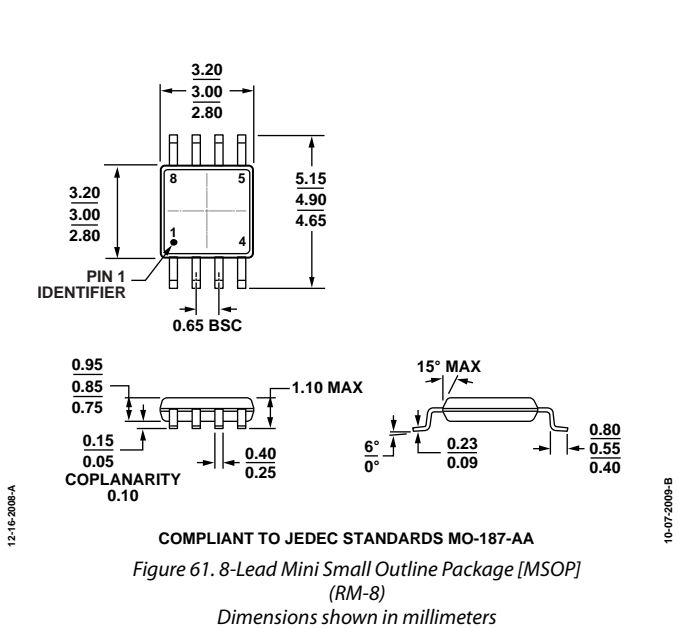 3.20
3.00
2.80
8
5
3.20
3.00
2.80
5.15
4.90
4.65
1
4
PIN 1
IDENTIFIER
0.65 BSC
0.95
0.85
0.75
1.10 MAX
15° MAX
0.15
0.05
COPLANARITY
0.10
0.40
0.25
6°
0°
0.23
0.09
0.80
0.55
0.40
12-16-2008-A
10-07-2009-B
COMPLIANT TO JEDEC STANDARDS MO-187-AA
Figure 61. 8-Lead Mini Small Outline Package [MSOP]
(RM-8)
Dimensions shown in millimeters